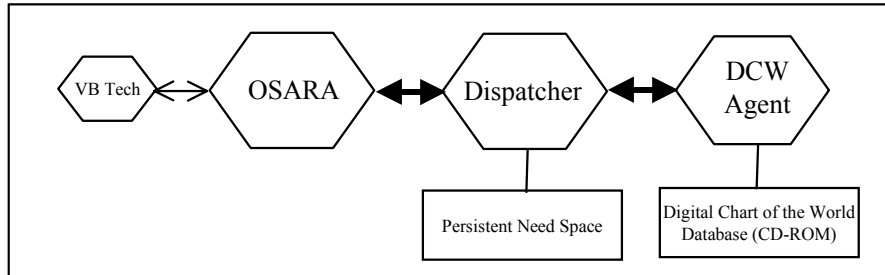 VB Tech
OSARA
Dispatcher
DCW
Agent
Persistent Need Space
Digital Chart of the World
Database (CD-ROM)